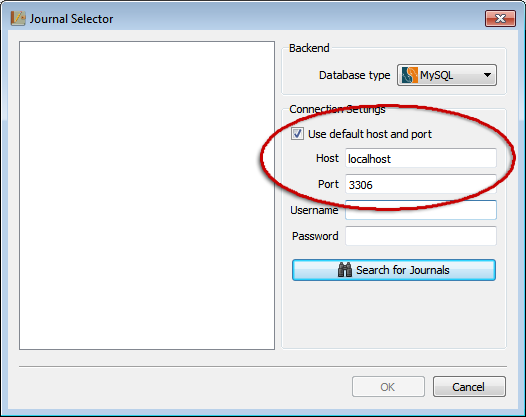 Journal Selector
Backend
Database type MySQL
Connection Settings
Use default host and port
Host localhost
Port 3306
Username
Password
Search for Journals
OK Cancel